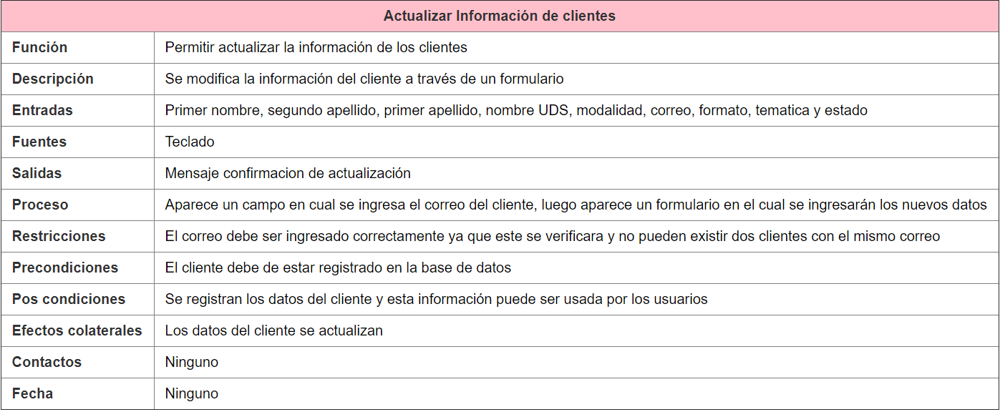 Actualizar Información de clientes
Función Permitir actualizar la información de los clientes
Descripción Se modifica la información del cliente a través de un formulario
Entradas Primer nombre, segundo apellido, primer apellido, nombre UDS, modalidad, correo, formato, tematica y estado
Fuentes Teclado
Salidas Mensaje confirmacion de actualización
Proceso Aparece un campo en cual se ingresa el correo del cliente, luego aparece un formulario en el cual se ingresarán los nuevos datos
Restricciones El correo debe ser ingresado correctamente ya que este se verificara y no pueden existir dos clientes con el mismo correo
Precondiciones El cliente debe de estar registrado en la base de datos
Pos condiciones Se registran los datos del cliente y esta información puede ser usada por los usuarios
Efectos colaterales Los datos del cliente se actualizan
Contactos Ninguno
Fecha Ninguno